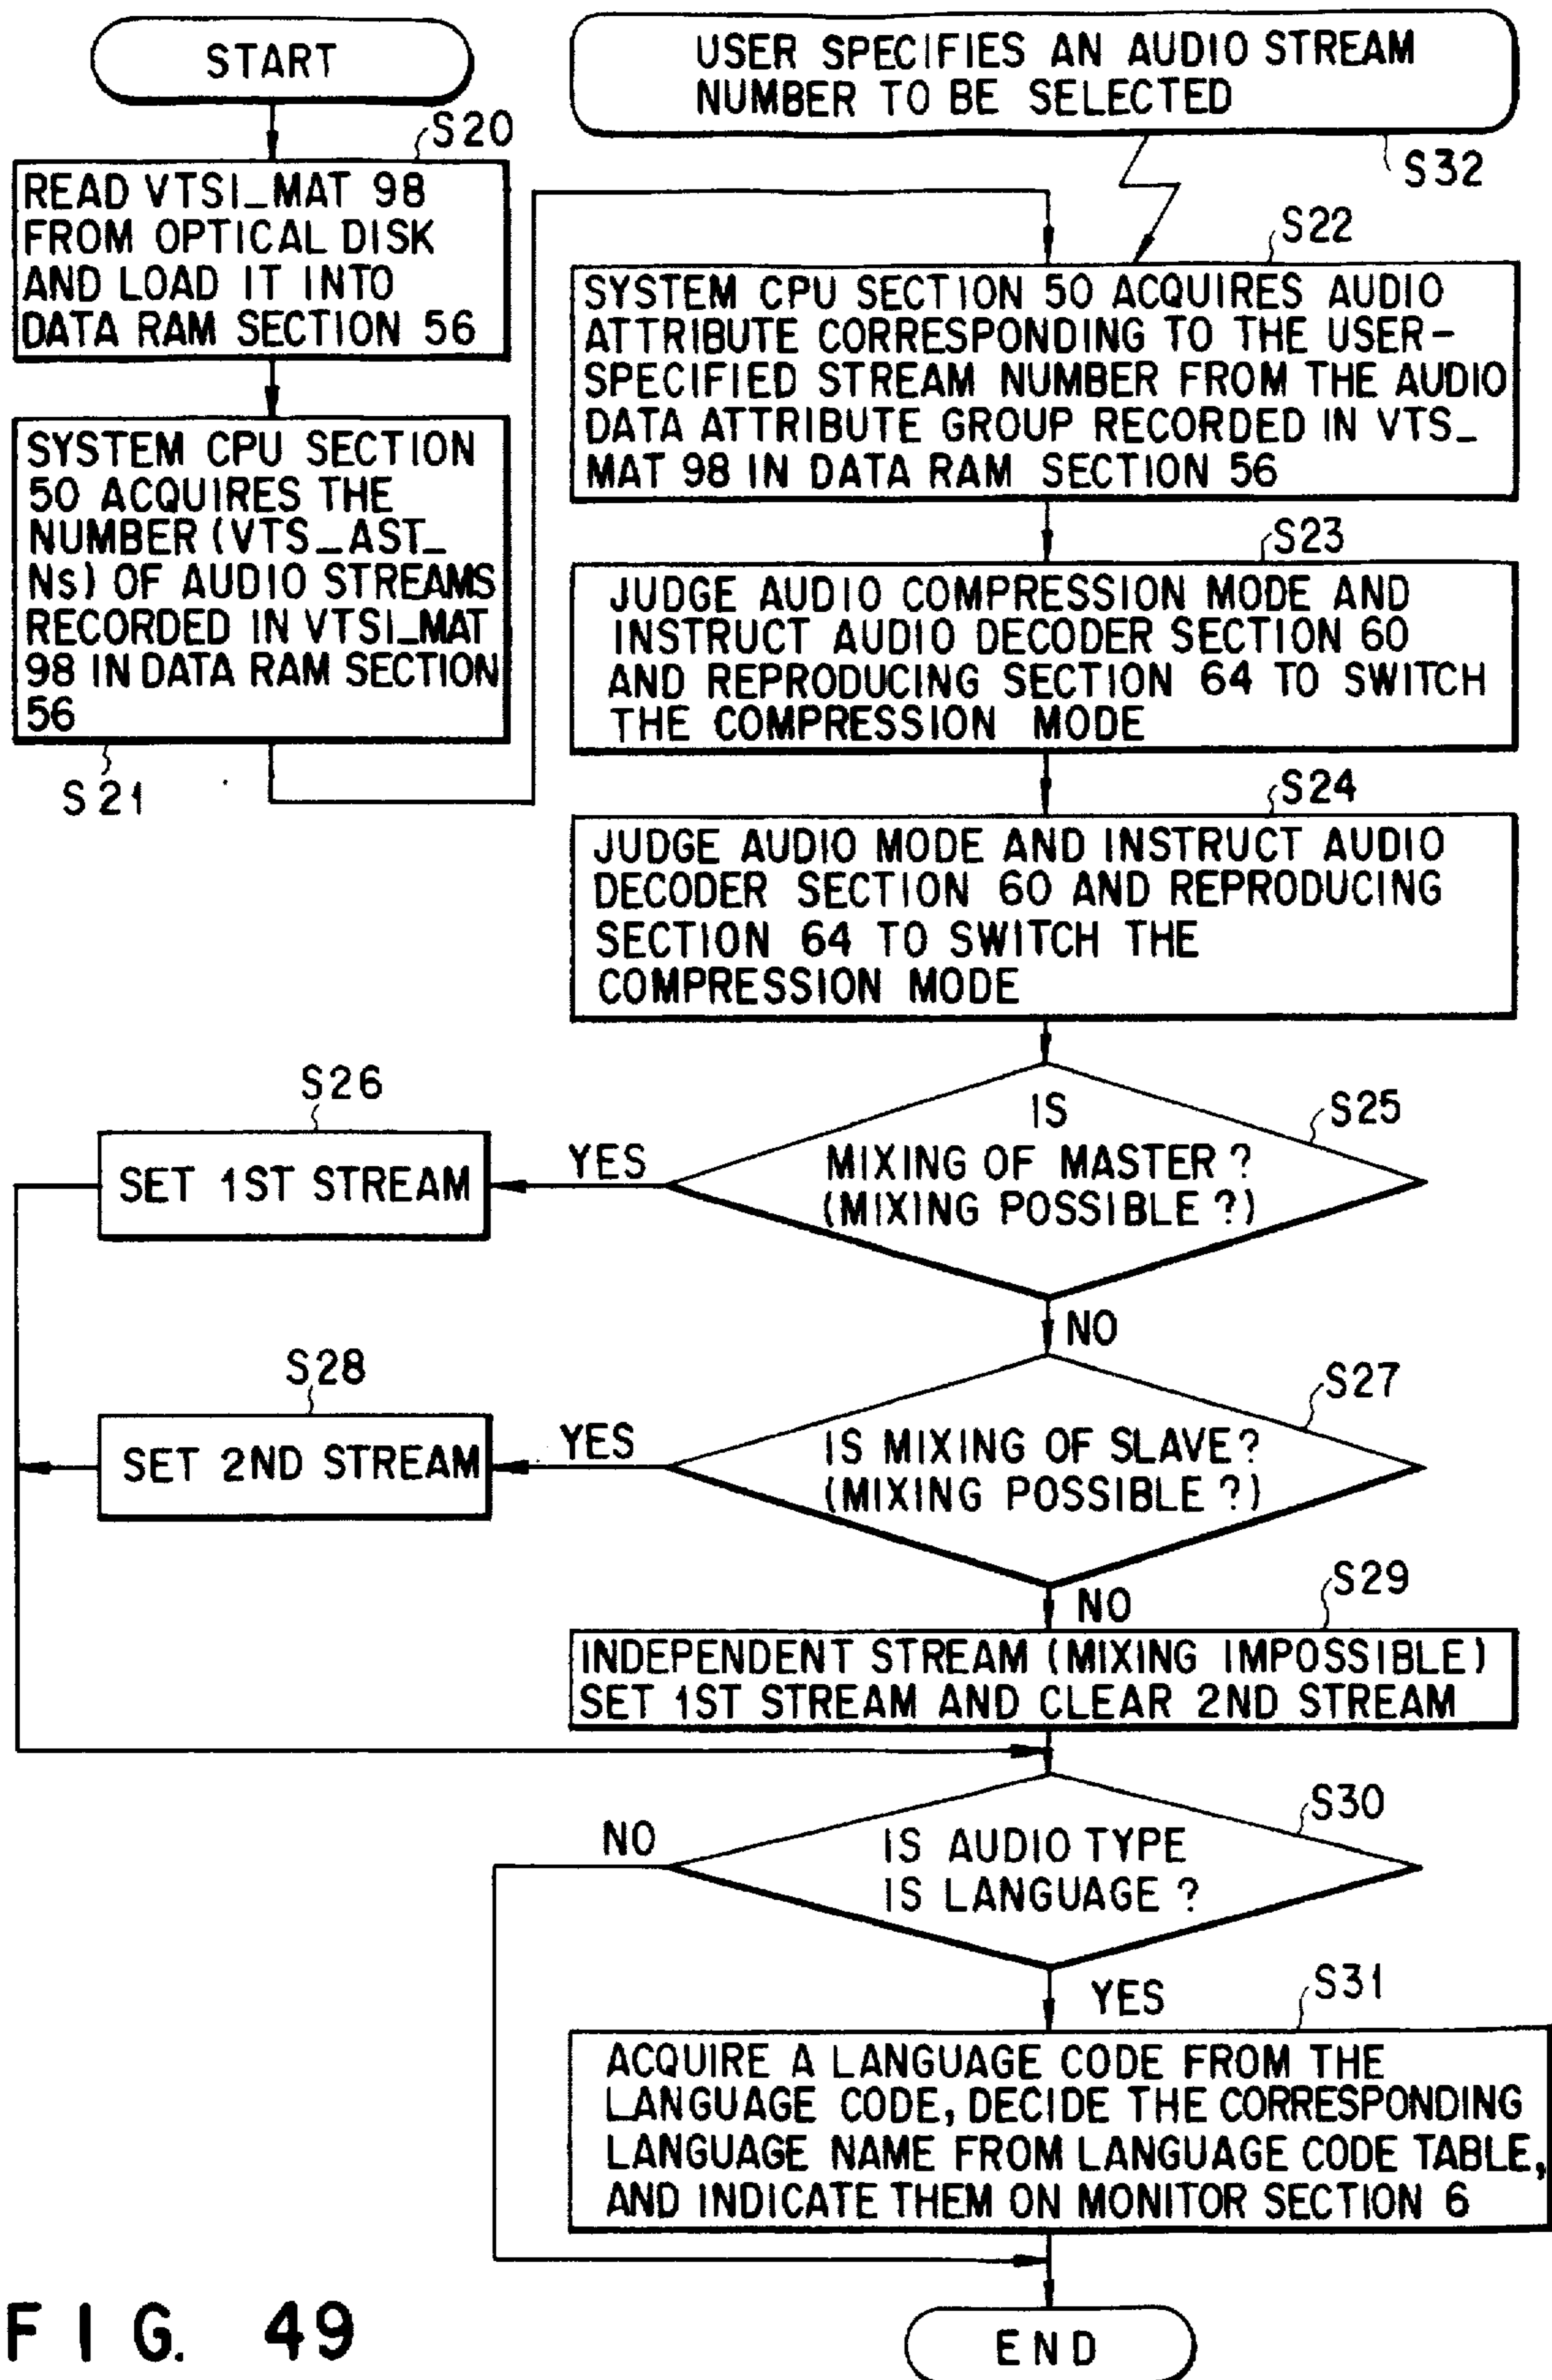 START
S20
READ VTSI_MAT 98
FROM OPTICAL DISK
AND LOAD IT INTO
DATA RAM SECTION 56
SYSTEM CPU SECTION
50 ACQUIRES THE
NUMBER (VTS_AST_
Ns) OF AUDIO STREAMS
RECORDED IN VTSI_MAT
98 IN DATA RAM SECTION
56
S21
USER SPECIFIES AN AUDIO STREAM
NUMBER TO BE SELECTED
S32
S22
SYSTEM CPU SECTION 50 ACQUIRES AUDIO
ATTRIBUTE CORRESPONDING TO THE USER-
SPECIFIED STREAM NUMBER FROM THE AUDIO
DATA ATTRIBUTE GROUP RECORDED IN VTS_
MAT 98 IN DATA RAM SECTION 56
S23
JUDGE AUDIO COMPRESSION MODE AND
INSTRUCT AUDIO DECODER SECTION 60
AND REPRODUCING SECTION 64 TO SWITCH
THE COMPRESSION MODE
S24
JUDGE AUDIO MODE AND INSTRUCT AUDIO
DECODER SECTION 60 AND REPRODUCING
SECTION 64 TO SWITCH THE
COMPRESSION MODE
S25
IS
MIXING OF MASTER?
(MIXING POSSIBLE?)
YES
S26
SET 1ST STREAM
NO
S27
IS MIXING OF SLAVE?
(MIXING POSSIBLE?)
YES
S28
SET 2ND STREAM
NO
S29
INDEPENDENT STREAM (MIXING IMPOSSIBLE)
SET 1ST STREAM AND CLEAR 2ND STREAM
S30
IS AUDIO TYPE
IS LANGUAGE?
NO
YES
S31
ACQUIRE A LANGUAGE CODE FROM THE
LANGUAGE CODE, DECIDE THE CORRESPONDING
LANGUAGE NAME FROM LANGUAGE CODE TABLE,
AND INDICATE THEM ON MONITOR SECTION 6
END
FIG. 49